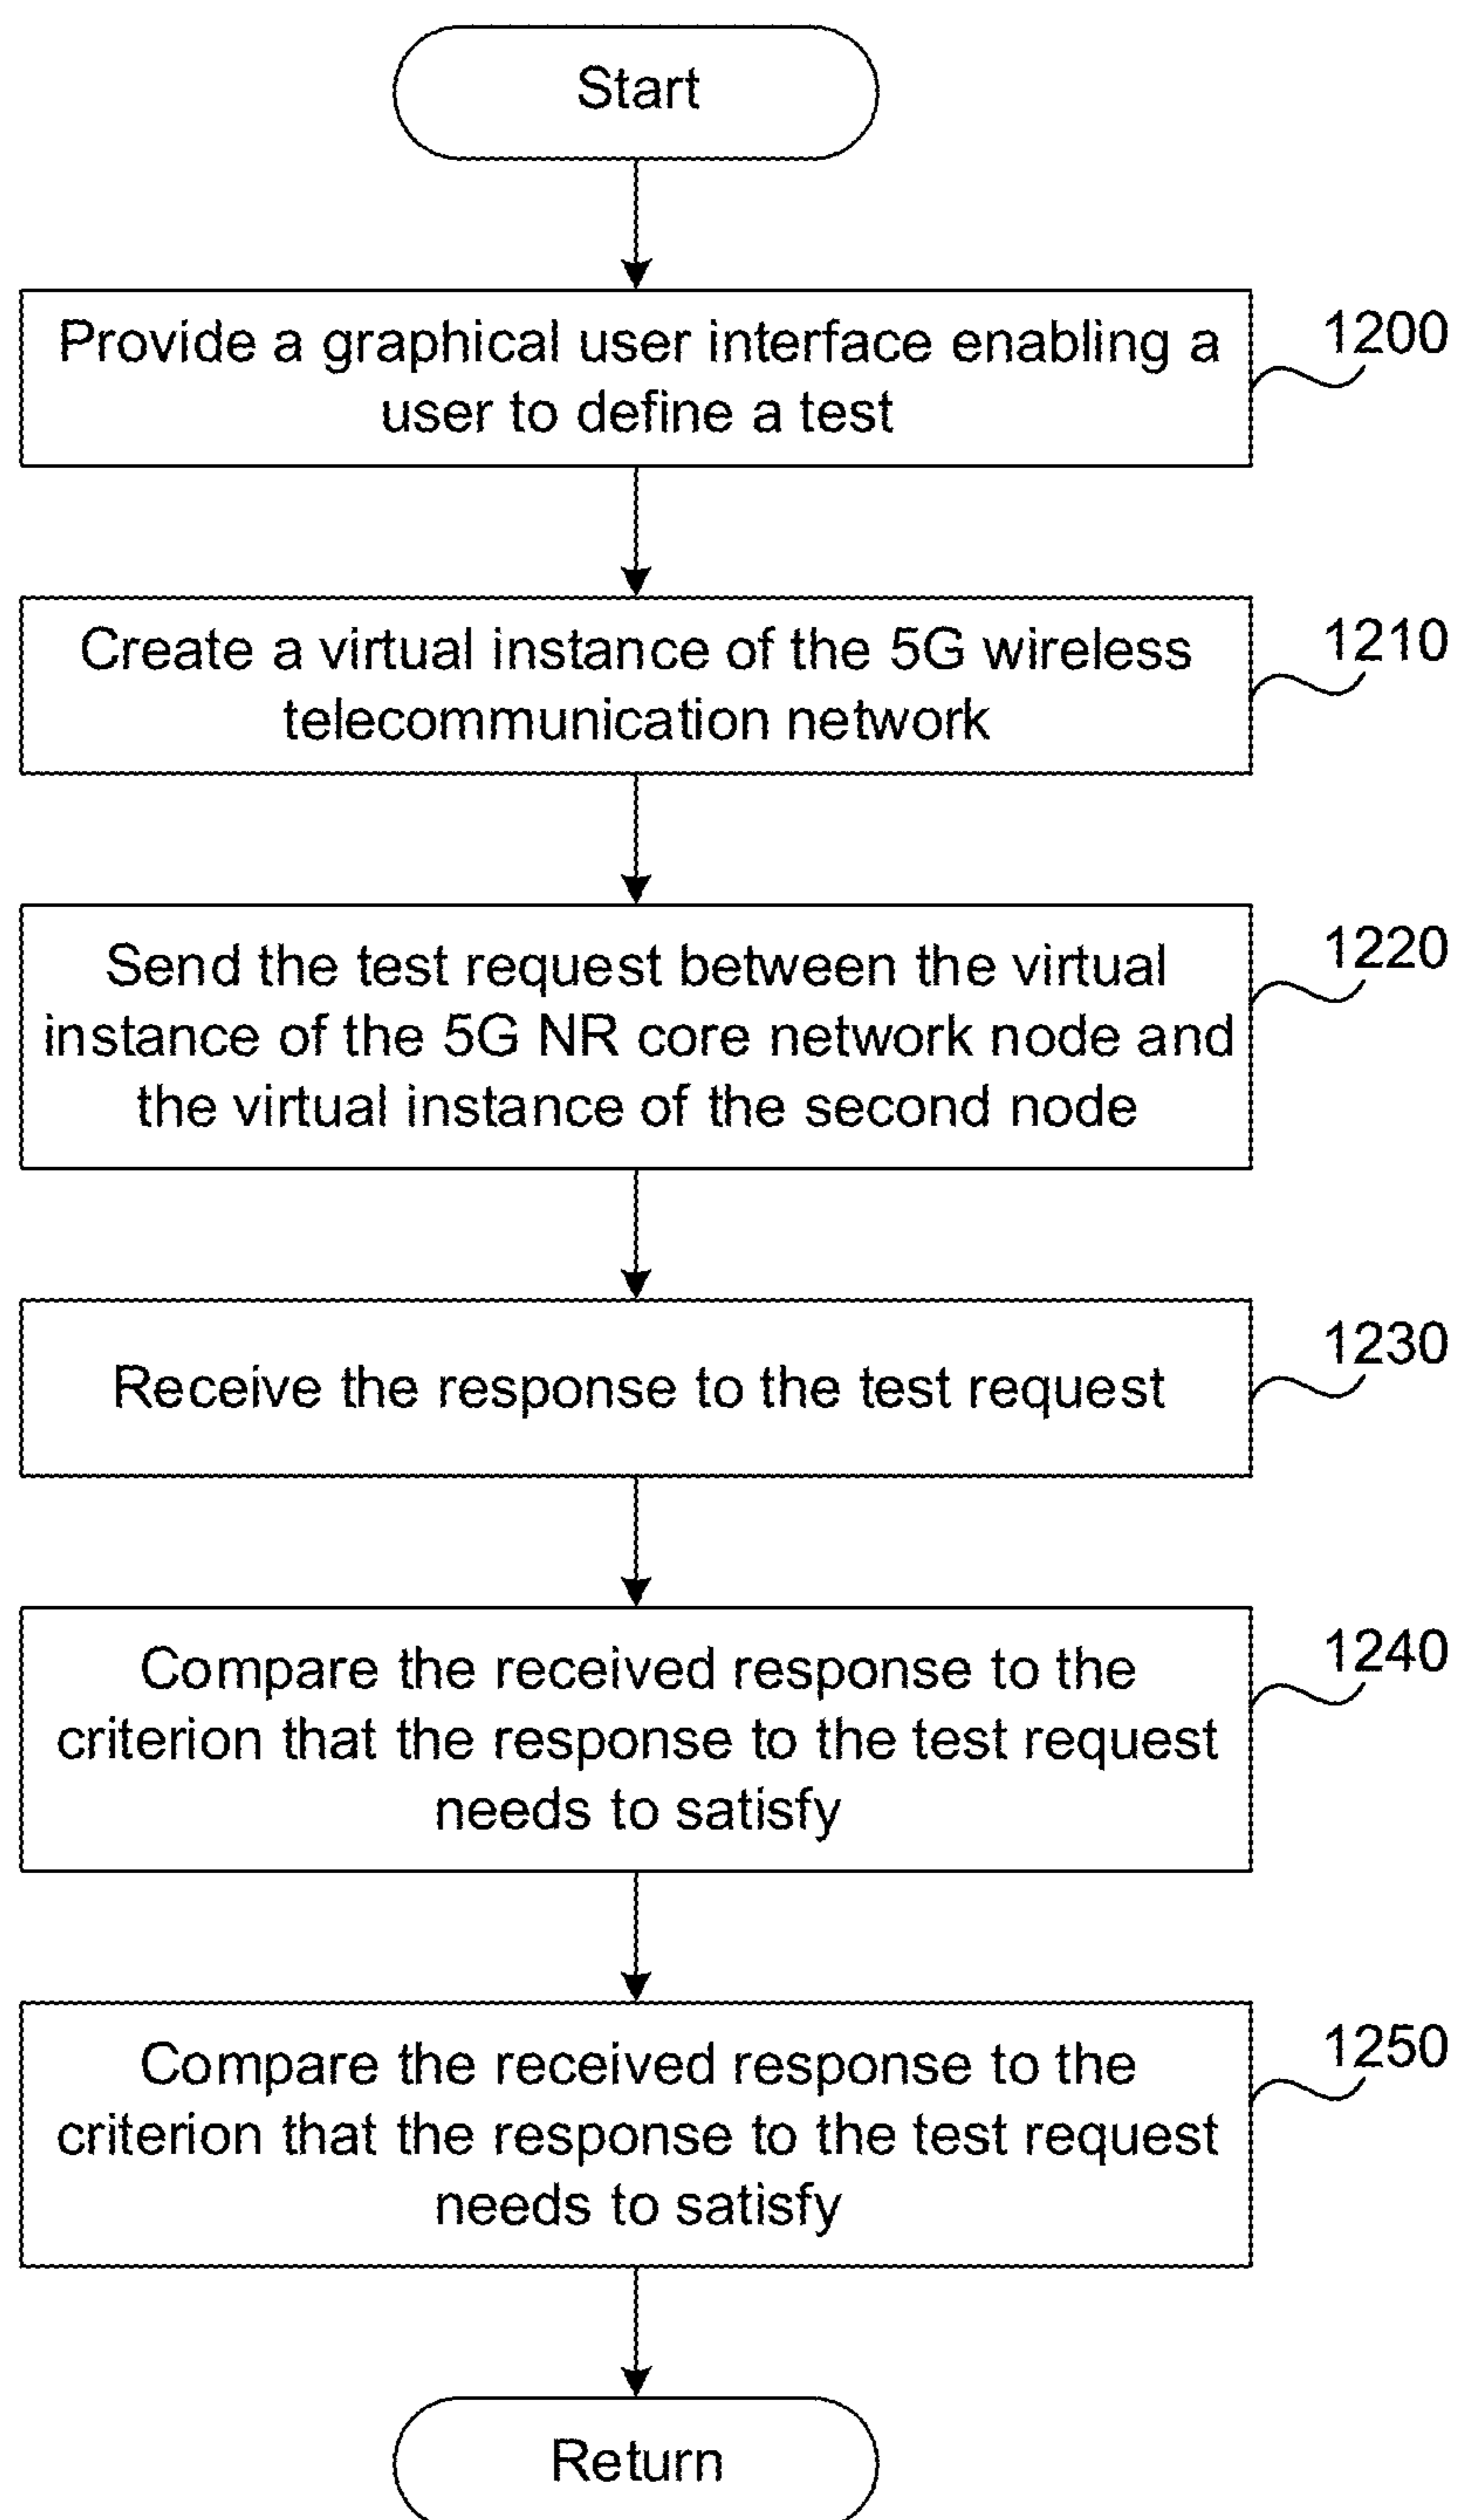 Start
Provide a graphical user interface enabling a
user to define a test
1200
Create a virtual instance of the 5G wireless
telecommunication network
1210
Send the test request between the virtual
instance of the 5G NR core network node and
the virtual instance of the second node
1220
Receive the response to the test request
1230
Compare the received response to the
criterion that the response to the test request
needs to satisfy
1240
Compare the received response to the
criterion that the response to the test request
needs to satisfy
1250
Return